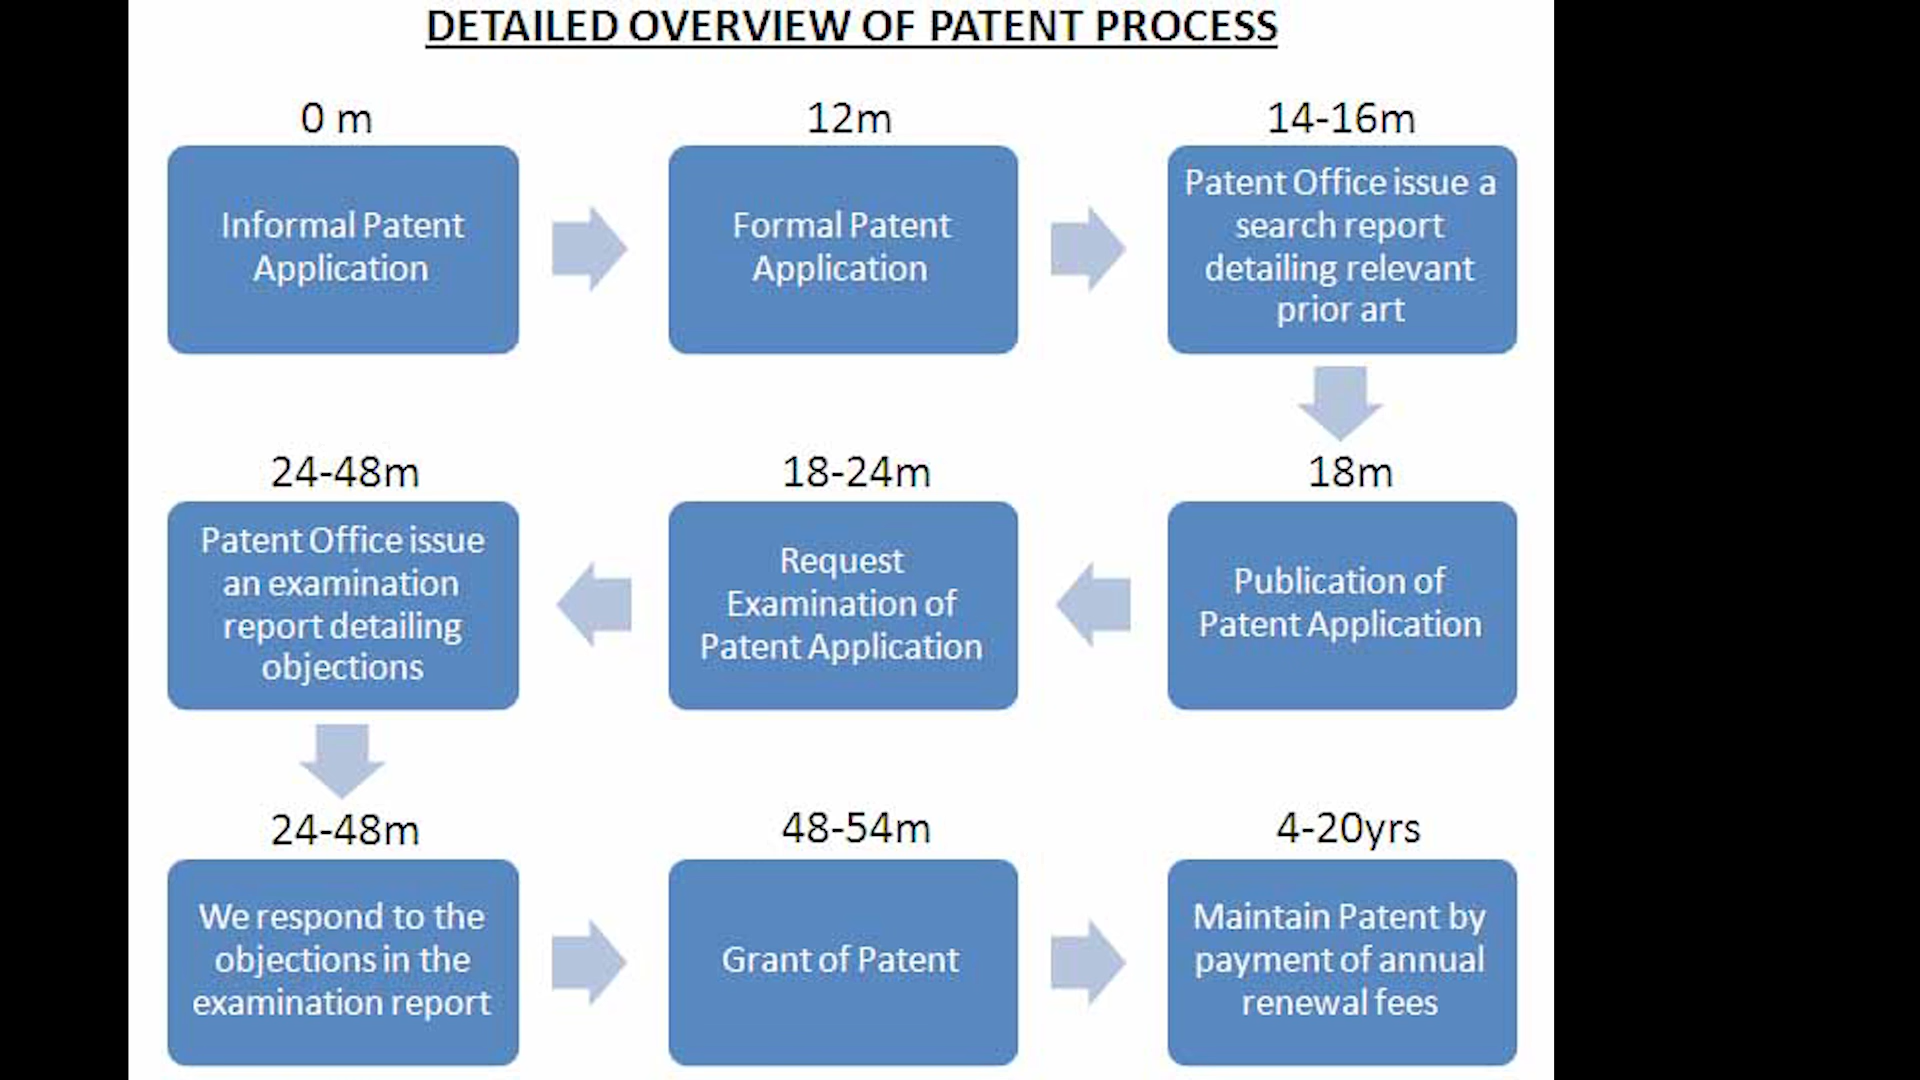 DETAILED OVERVIEW OF PATENT PROCESS
0 m
Informal Patent
Application
12m
Formal Patent
Application
14-16m
Patent Office issue a
search report
detailing relevant
prior art
18m
Publication of
Patent Application
18-24m
Request
Examination of
Patent Application
24-48m
Patent Office issue
an examination
report detailing
objections
24-48m
We respond to the
objections in the
examination report
48-54m
Grant of Patent
4-20yrs
Maintain Patent by
payment of annual
renewal fees